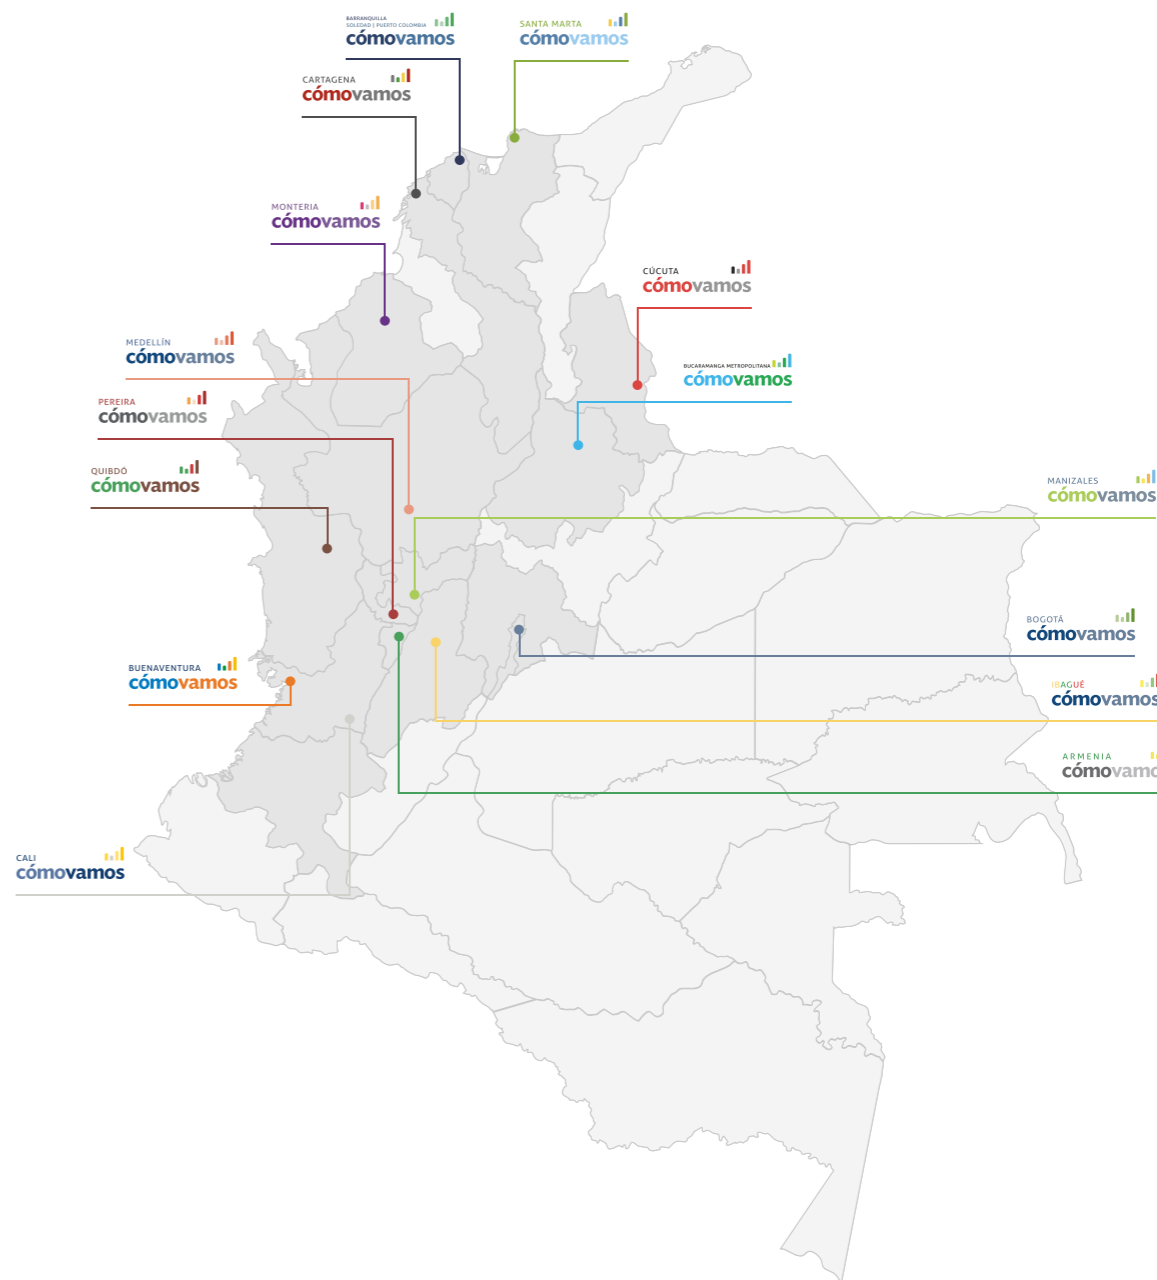 BARRANQUILLA
SOLEDAD | PUERTO COLOMBIA
cómovamos
SANTA MARTA
cómovamos
CARTAGENA
cómovamos
MONTERIA
cómovamos
CÚCUTA
cómovamos
MEDELLÍN
cómovamos
BUCARAMANGA METROPOLITANA
cómovamos
PEREIRA
cómovamos
QUIBDÓ
cómovamos
MANIZALES
cómovamos
BOGOTÁ
cómovamos
BUENAVENTURA
cómovamos
IBAGUÉ
cómovamos
ARMENIA
cómovamo
CALI
cómovamos